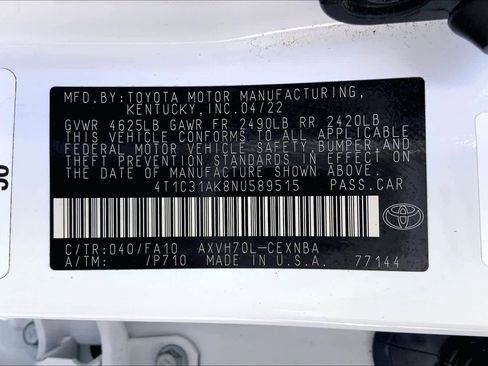 MFD.BY: TOYOTA MOTOR MANUFACTURING,
KENTUCKY, INC. 04/22
GVWR 4625LB GAWR FR 2490LB RR 2420LB
THIS VEHICLE CONFORMS TO ALL APPLICABLE
FEDERAL MOTOR VEHICLE SAFETY, BUMPER, AND
THEFT PREVENTION STANDARDS IN EFFECT ON THE
DATE OF MANUFACTURE SHOWN ABOVE.
4T1C31AK8NU589515 PASS.CAR
C/TR:040/FA10 AXVH70L-CEXNBA
A/TM: /P710 MADE IN U.S.A. 77144